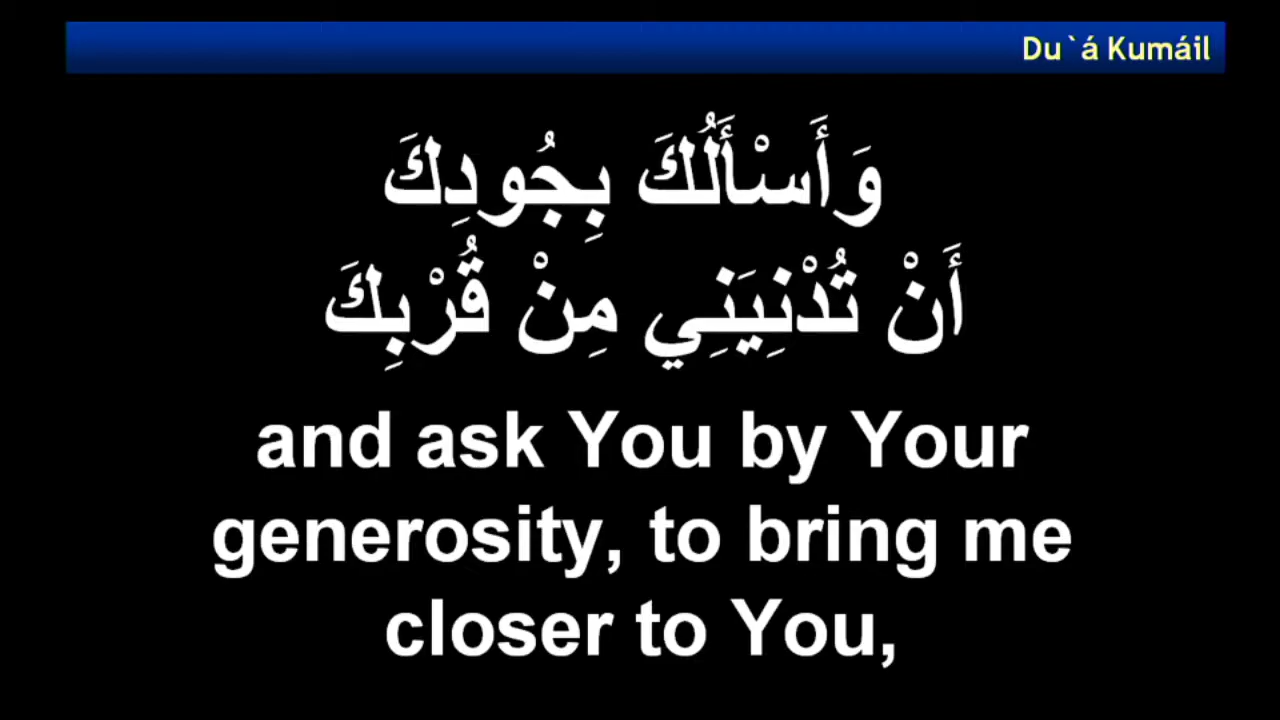 Du`á Kumáil
وَأَسْأَلُكَ بِجُودِكَ
أَنْ تُدْنِيَنِي مِنْ قُرْبِكَ
and ask You by Your
generosity, to bring me
closer to You,